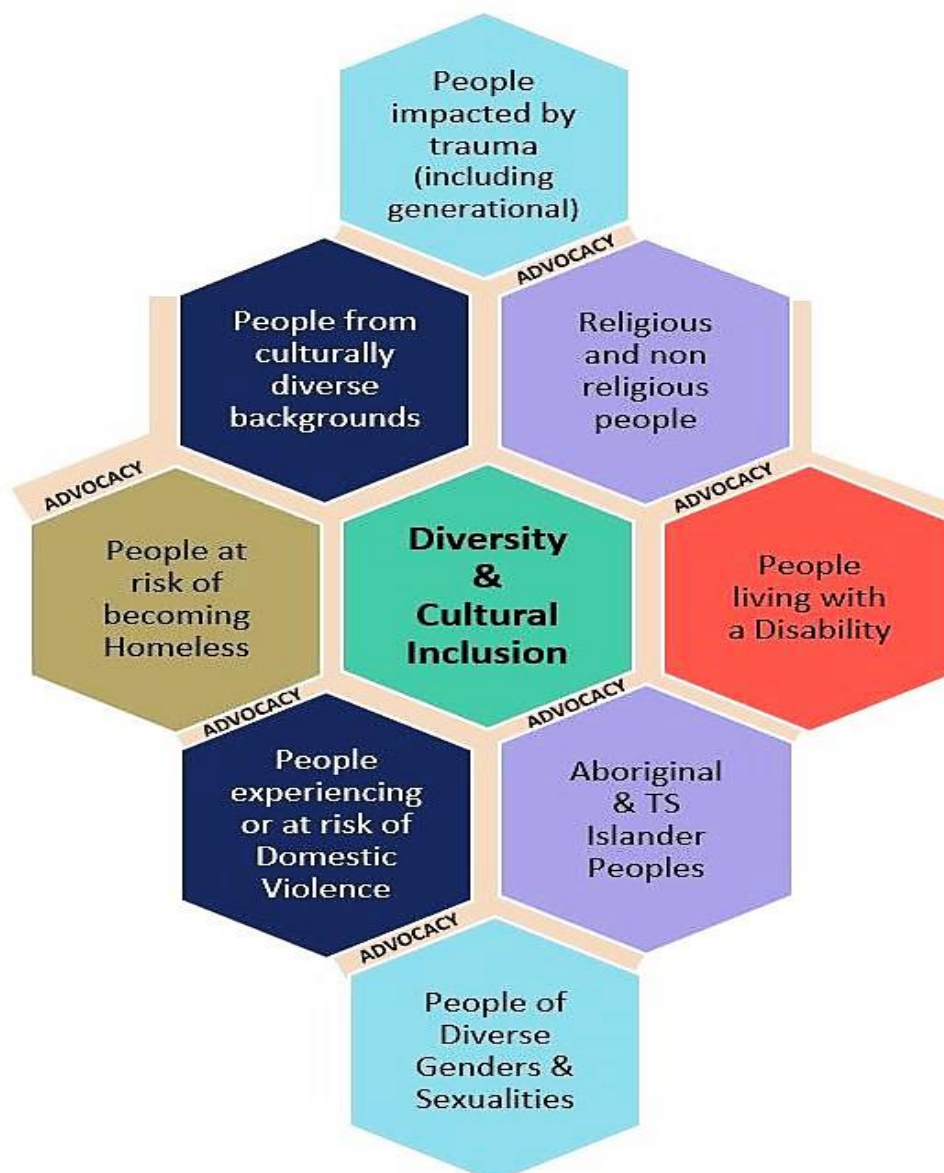 People
impacted by
trauma
(including
generational)
ADVOCACY
People from
culturally
diverse
backgrounds
Religious
and non
religious
people
ADVOCACY
ADVOCACY
People at
risk of
becoming
Homeless
Diversity
&
Cultural
Inclusion
People
living with
a Disability
ADVOCACY
ADVOCACY
People
experiencing
or at risk of
Domestic
Violence
Aboriginal
& TS
Islander
Peoples
ADVOCACY
People of
Diverse
Genders &
Sexualities